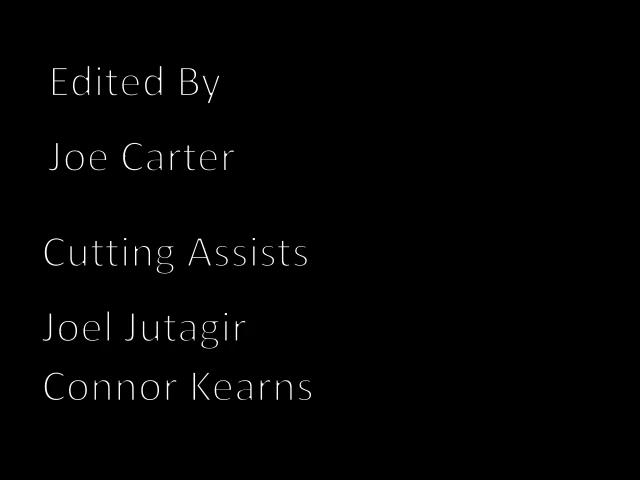 Edited By
Joe Carter
Cutting Assists
Joel Jutagir
Connor Kearns